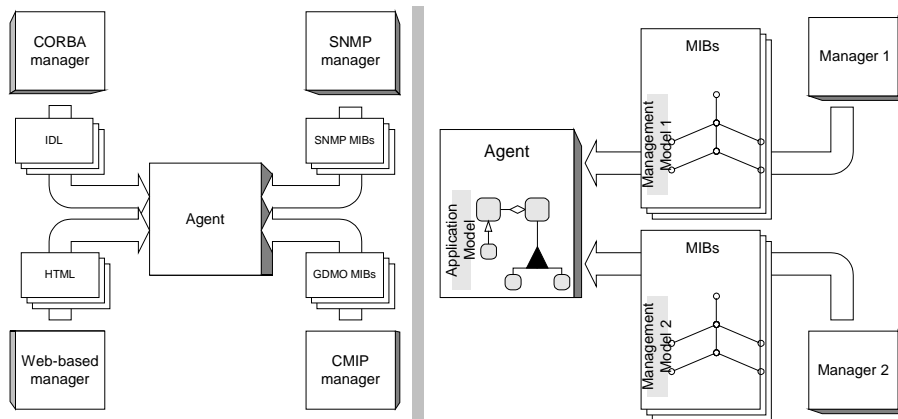 CORBA
manager
SNMP
manager
IDL
SNMP MIBs
Agent
HTML
GDMO MIBs
Web-based
manager
CMIP
manager
MIBs
Management
Model 1
Manager 1
Agent
Application
Model
MIBs
Management
Model 2
Manager 2